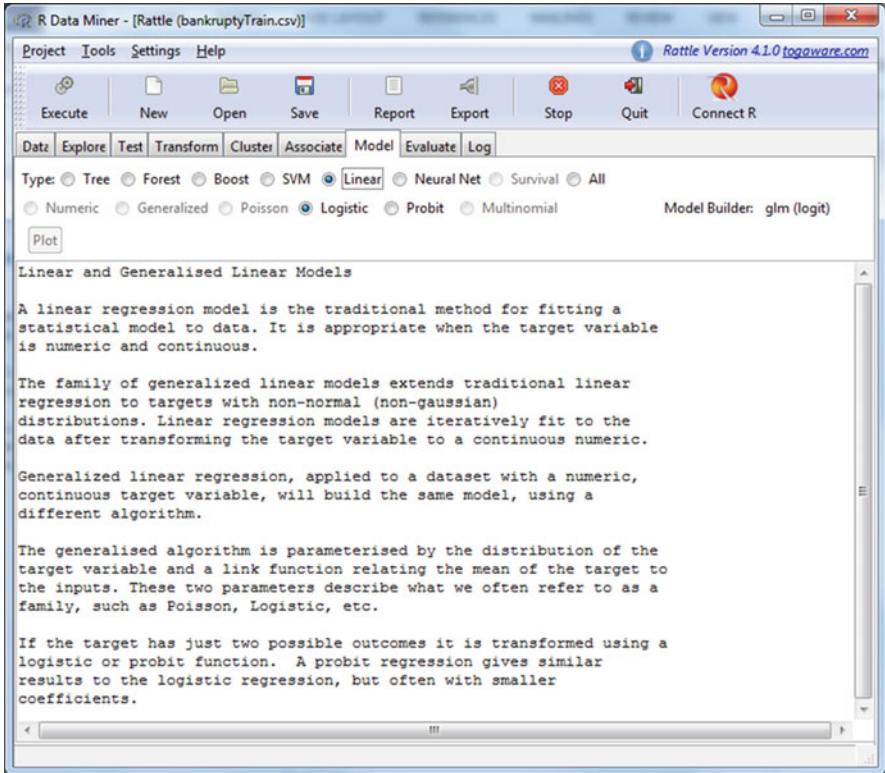 R Data Miner - [Rattle (bankruptyTrain.csv)]
Project Tools Settings Help
Rattle Version 4.1.0 togaware.com
Execute New Open Save Report Export Stop Quit Connect R
Data Explore Test Transform Cluster Associate Model Evaluate Log
Type: Tree Forest Boost SVM Linear Neural Net Survival All
Numeric Generalized Poisson Logistic Probit Multinomial Model Builder: glm (logit)
Plot
Linear and Generalised Linear Models
A linear regression model is the traditional method for fitting a
statistical model to data. It is appropriate when the target variable
is numeric and continuous.
The family of generalized linear models extends traditional linear
regression to targets with non-normal (non-gaussian)
distributions. Linear regression models are iteratively fit to the
data after transforming the target variable to a continuous numeric.
Generalized linear regression, applied to a dataset with a numeric,
continuous target variable, will build the same model, using a
different algorithm.
The generalised algorithm is parameterised by the distribution of the
target variable and a link function relating the mean of the target to
the inputs. These two parameters describe what we often refer to as a
family, such as Poisson, Logistic, etc.
If the target has just two possible outcomes it is transformed using a
logistic or probit function. A probit regression gives similar
results to the logistic regression, but often with smaller
coefficients.